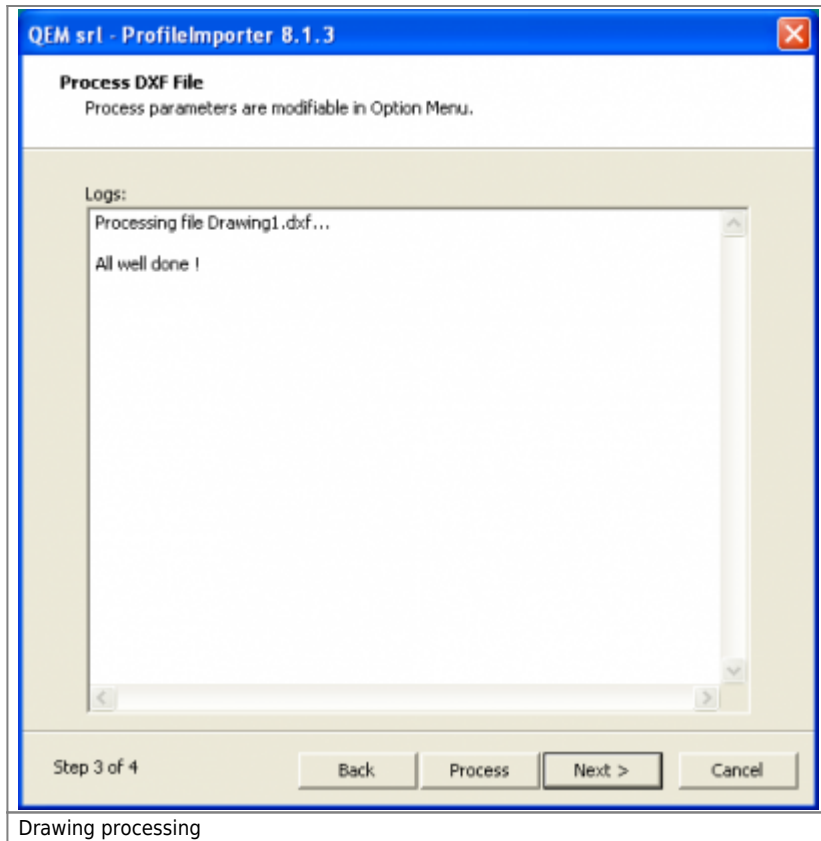 QEM srl - ProfileImporter 8.1.3
Process DXF File
Process parameters are modifiable in Option Menu.
Logs:
Processing file Drawing1.dxf...
All well done !
Step 3 of 4
Back
Process
Next >
Cancel
Drawing processing